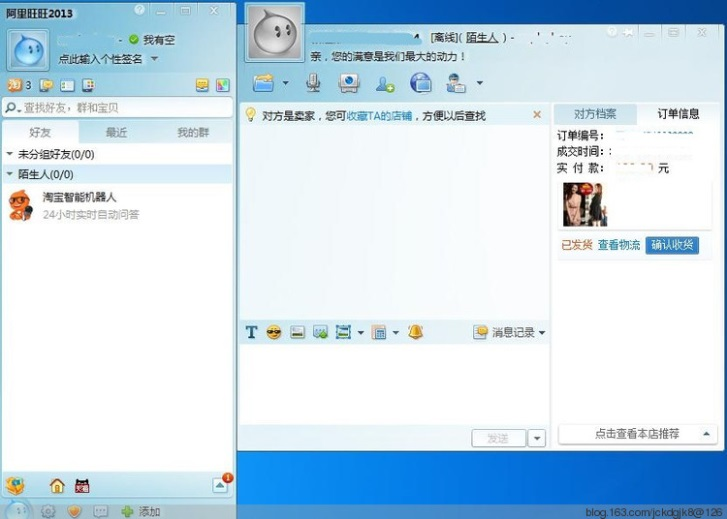 阿里旺旺2013
我有空
点此输入个性签名
3
查找好友，群和宝贝
好友 最近 我的群
未分组好友(0/0)
陌生人(0/0)
淘宝智能机器人
24小时实时自动问答
1
添加
[离线](陌生人) -
亲，您的满意是我们最大的动力！
对方是卖家，您可收藏TA的店铺，方便以后查找
消息记录
发送
对方档案 订单信息
订单编号：
成交时间：
实 付 款： 元
已发货 查看物流 确认收货
点击查看本店推荐
blog.163.com/jckdgjk8@126